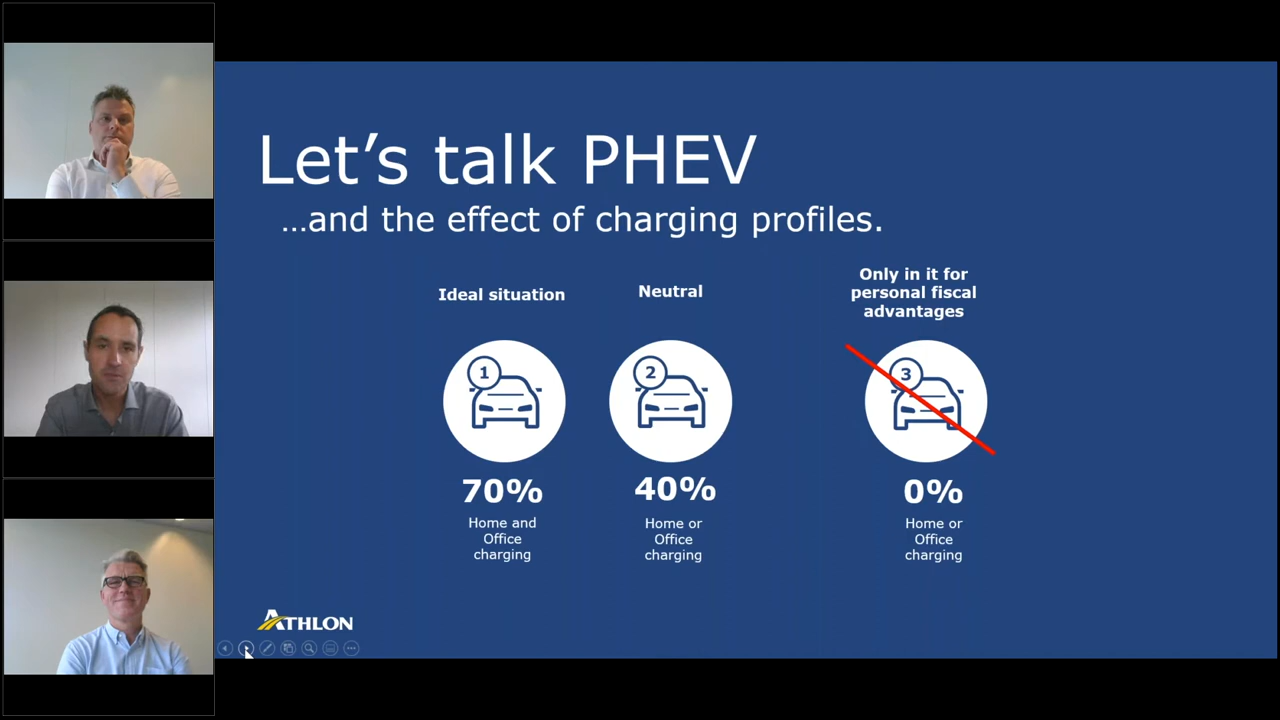 Let's talk PHEV
...and the effect of charging profiles.
Ideal situation
Neutral
Only in it for
personal fiscal
advantages
1
2
3
70%
Home and
Office
charging
40%
Home or
Office
charging
0%
Home or
Office
charging
ATHLON